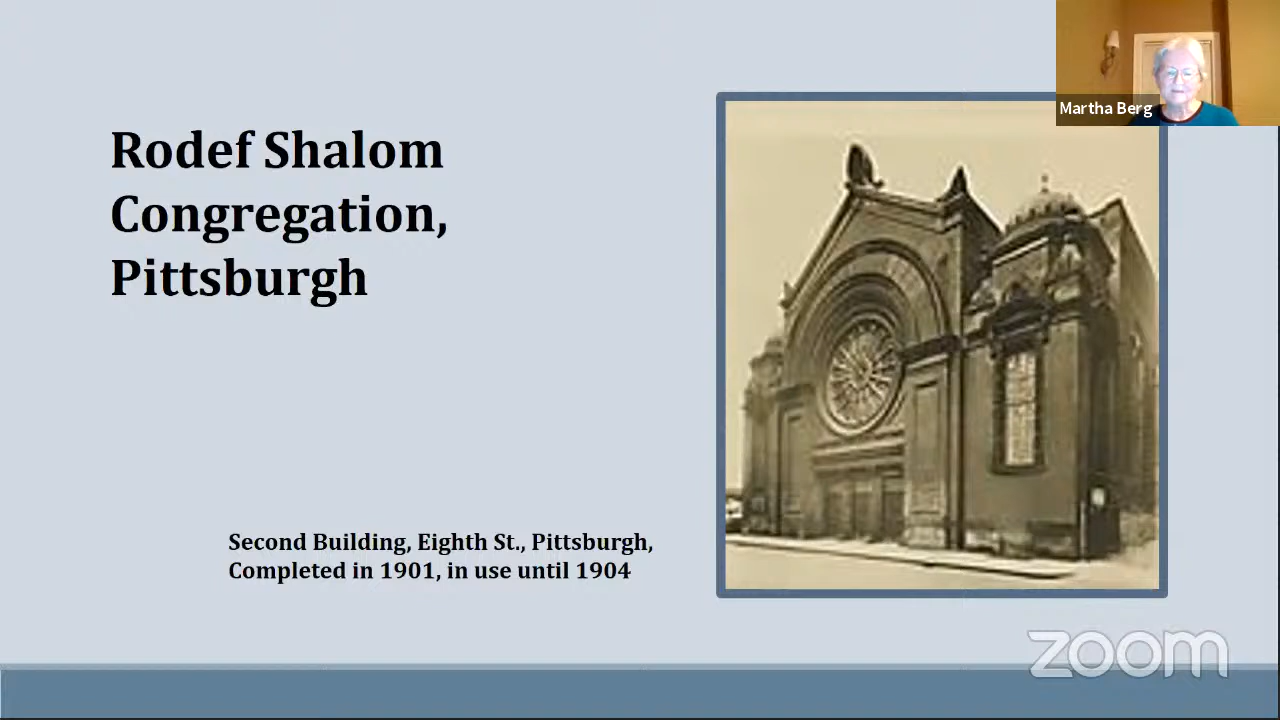 Martha Berg
Rodef Shalom
Congregation,
Pittsburgh
Second Building, Eighth St., Pittsburgh,
Completed in 1901, in use until 1904
zoom